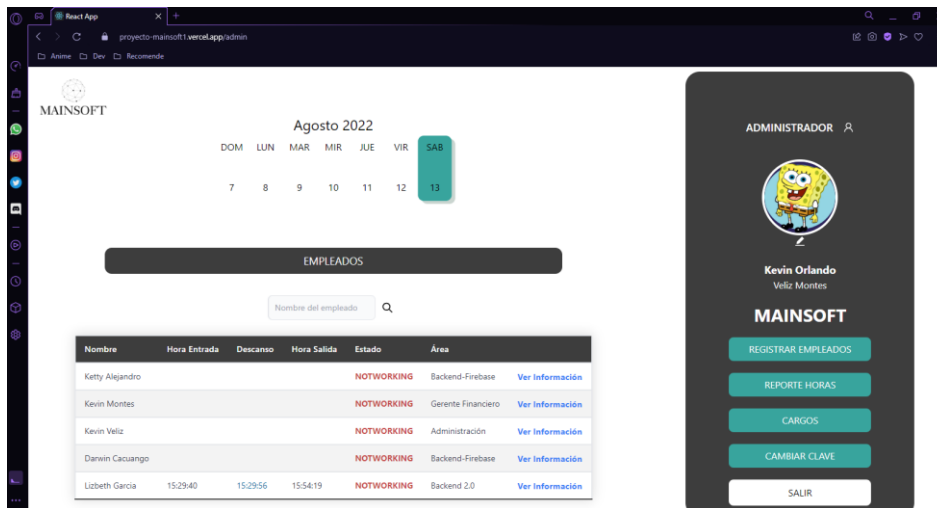 React App
proyecto-mainsoft1.vercel.app/admin
Anime Dev Recomende
MAINSOFT
Agosto 2022
DOM LUN MAR MIR JUE VIR SAB
7 8 9 10 11 12 13
EMPLEADOS
Nombre del empleado
Nombre Hora Entrada Descanso Hora Salida Estado Área
Ketty Alejandro NOTWORKING Backend-Firebase Ver Información
Kevin Montes NOTWORKING Gerente Financiero Ver Información
Kevin Veliz NOTWORKING Administración Ver Información
Darwin Cacuango NOTWORKING Backend-Firebase Ver Información
Lizbeth Garcia 15:29:40 15:29:56 15:54:19 NOTWORKING Backend 2.0 Ver Información
ADMINISTRADOR
Kevin Orlando
Veliz Montes
MAINSOFT
REGISTRAR EMPLEADOS
REPORTE HORAS
CARGOS
CAMBIAR CLAVE
SALIR